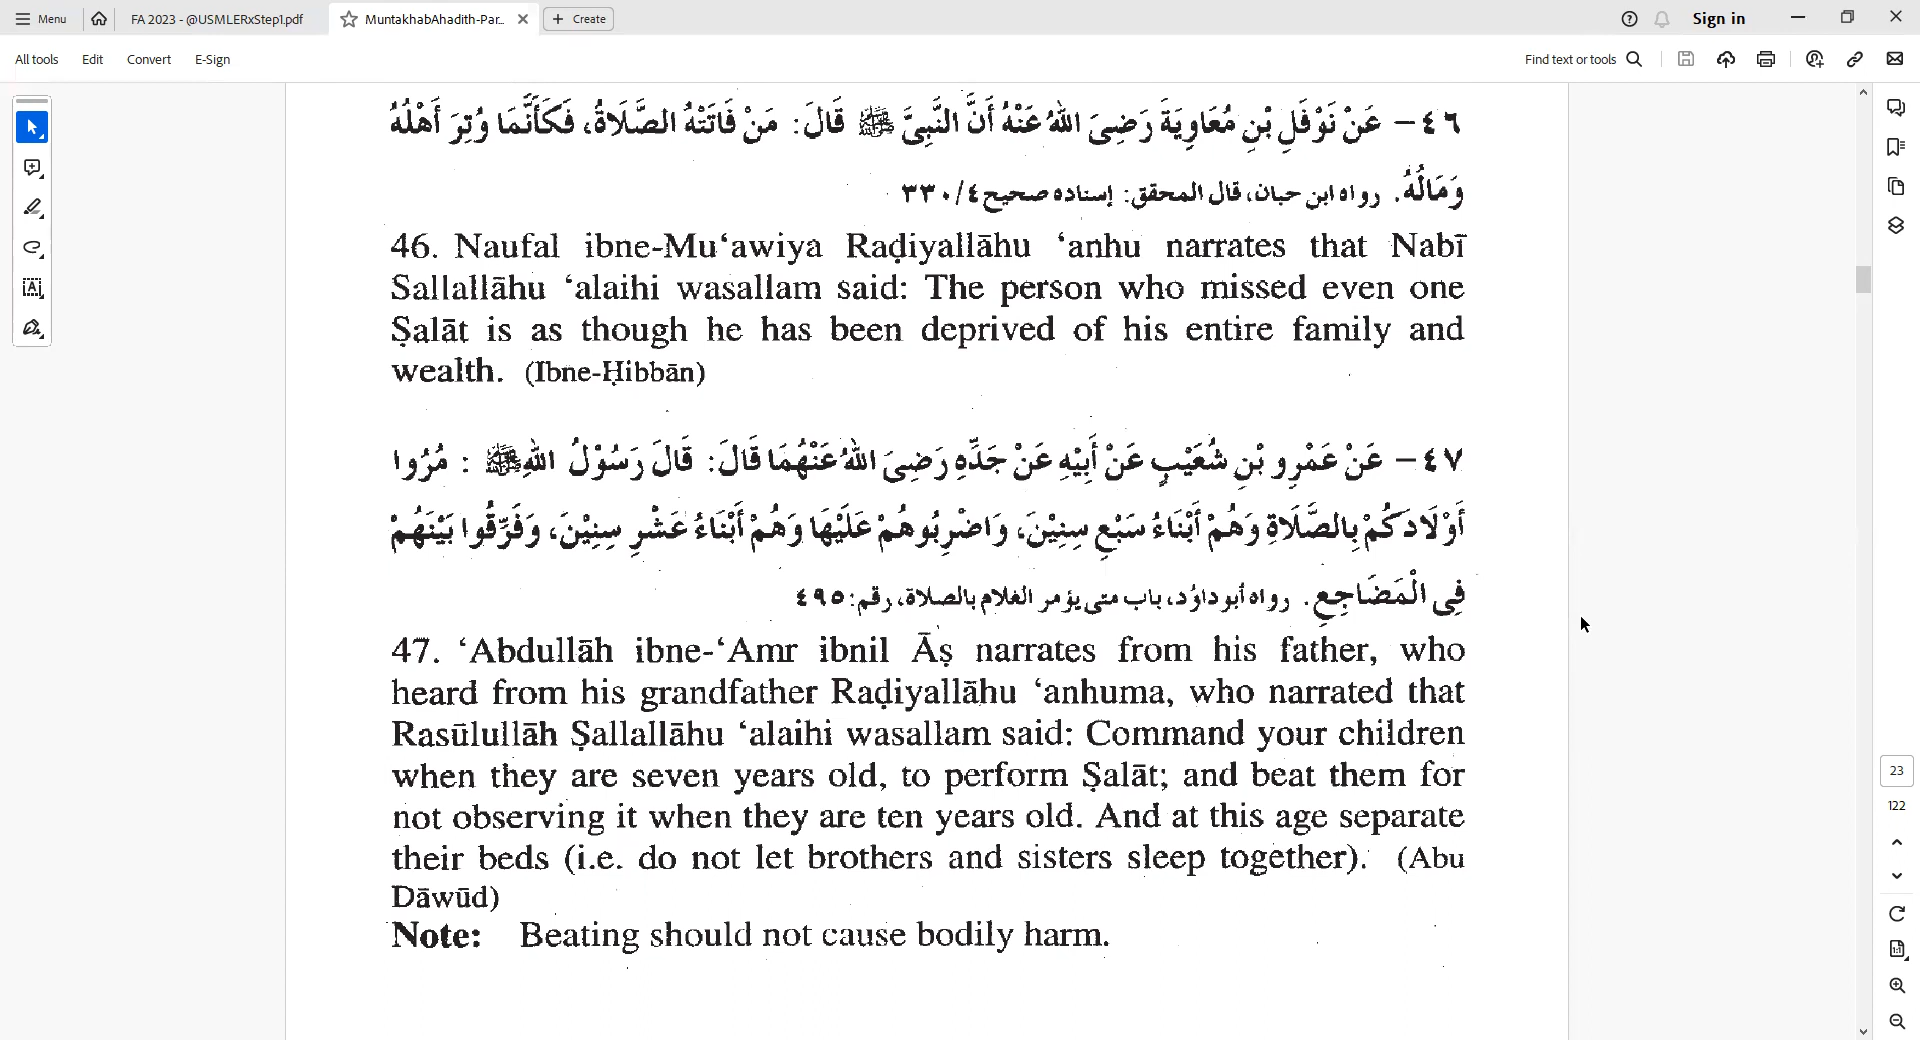 Menu
FA 2023 - @USMLERxStep1.pdf
MuntakhabAhadith-Par...
Create
Sign in
All tools
Edit
Convert
E-Sign
Find text or tools
٤٦ – عَنْ نَوْفَلِ بْنِ مُعَاوِيَةَ رَضِىَ اللهُ عَنْهُ أَنَّ النَّبِىَّ ﷺ قَالَ: مَنْ فَاتَتْهُ الصَّلَاةُ، فَكَأَنَّمَا وُتِرَ أَهْلُهُ
وَمَالُهُ. رواه ابن حبان، قال المحقق: إسناده صحيح ٣٣٠/٤
46. Naufal ibne-Mu‘awiya Raḍiyallāhu ‘anhu narrates that Nabī
Sallallāhu ‘alaihi wasallam said: The person who missed even one
Ṣalāt is as though he has been deprived of his entire family and
wealth. (Ibne-Ḥibbān)
٤٧ – عَنْ عَمْرِو بْنِ شُعَيْبٍ عَنْ أَبِيْهِ عَنْ جَدِّهِ رَضِىَ اللهُ عَنْهُمَا قَالَ: قَالَ رَسُوْلُ اللهِ ﷺ : مُرُوا
أَوْلَادَكُمْ بِالصَّلَاةِ وَهُمْ أَبْنَاءُ سَبْعِ سِنِيْنَ، وَاضْرِبُوهُمْ عَلَيْهَا وَهُمْ أَبْنَاءُ عَشْرِ سِنِيْنَ، وَفَرِّقُوا بَيْنَهُمْ
فِى الْمَضَاجِعِ. رواه أبوداؤد، باب متى يؤمر الغلام بالصلاة، رقم: ٤٩٥
47. ‘Abdullāh ibne-‘Amr ibnil Āṣ narrates from his father, who
heard from his grandfather Raḍiyallāhu ‘anhuma, who narrated that
Rasūlullāh Ṣallallāhu ‘alaihi wasallam said: Command your children
when they are seven years old, to perform Ṣalāt; and beat them for
not observing it when they are ten years old. And at this age separate
their beds (i.e. do not let brothers and sisters sleep together). (Abu
Dāwūd)
Note: Beating should not cause bodily harm.
23
122